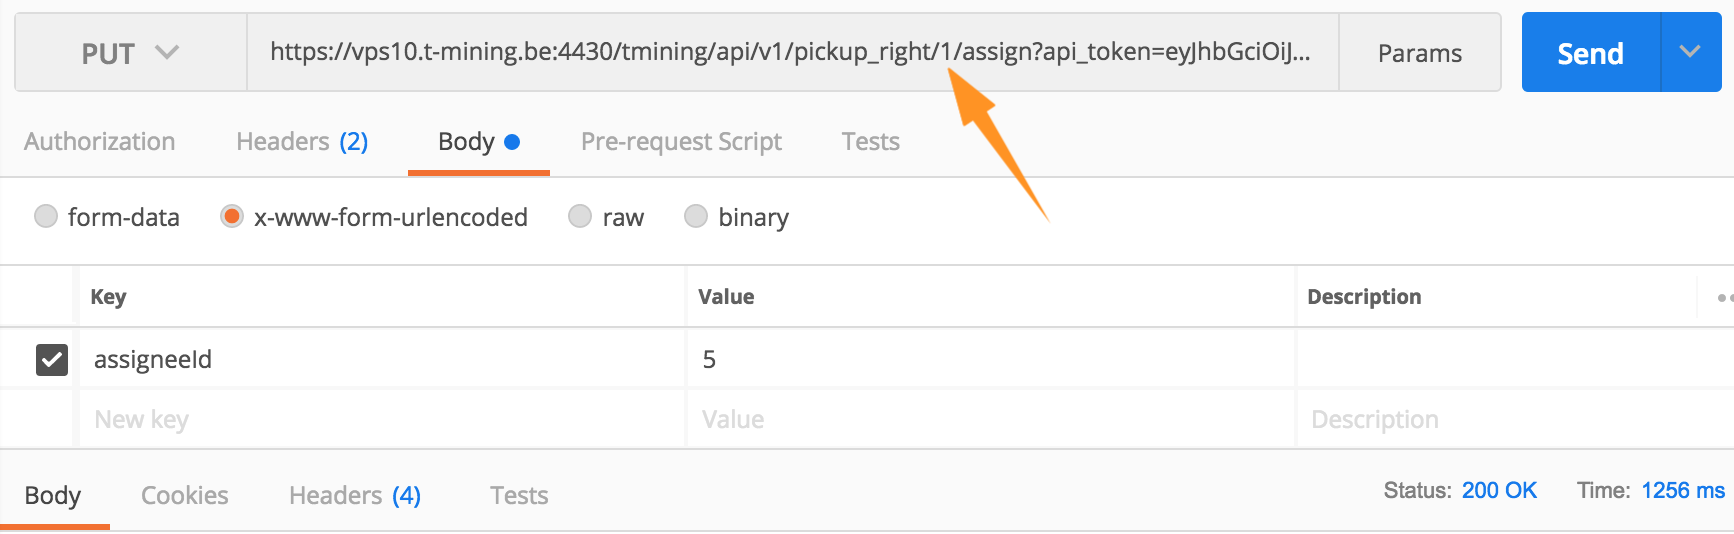 PUT https://vps10.t-mining.be:4430/tmining/api/v1/pickup_right/1/assign?api_token=eyJhbGciOiJ... Params Send
Authorization Headers (2) Body Pre-request Script Tests
form-data x-www-form-urlencoded raw binary
Key Value Description
assigneeId 5
New key Value Description
Body Cookies Headers (4) Tests Status: 200 OK Time: 1256 ms